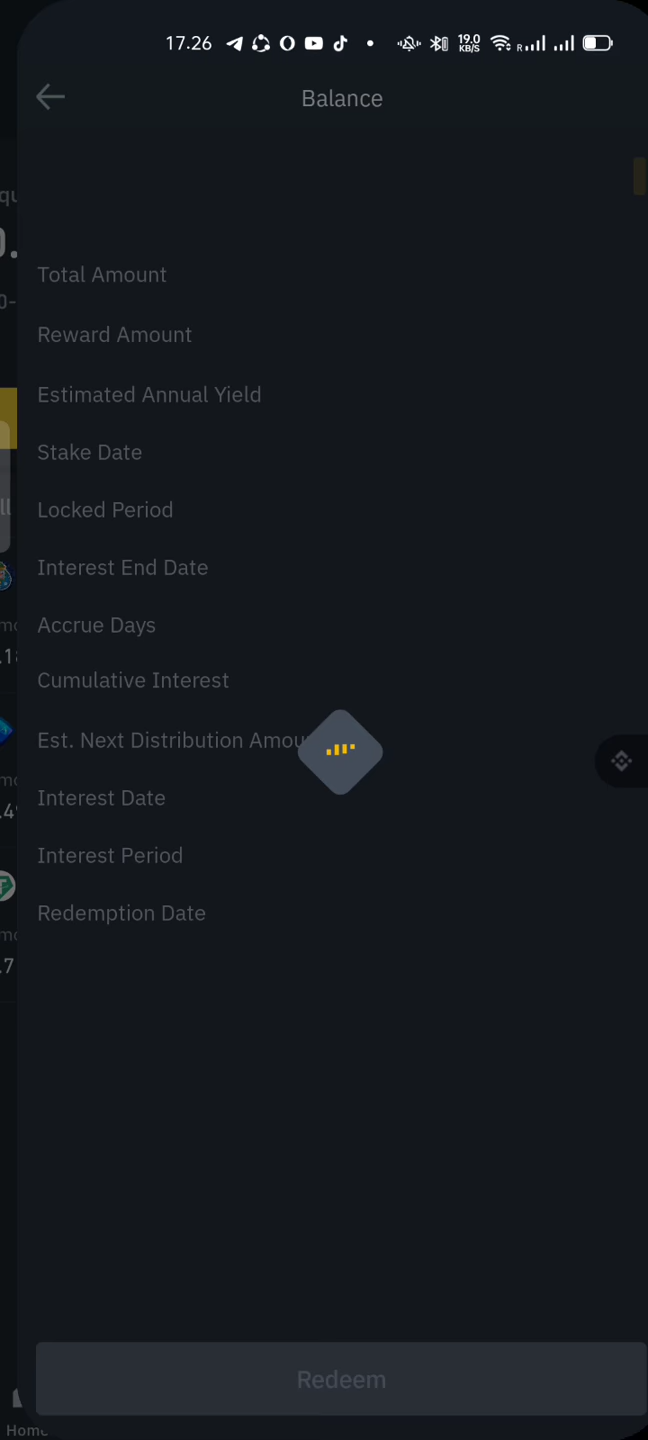 17.26
19.0
KB/S
R
Balance
Total Amount
Reward Amount
Estimated Annual Yield
Stake Date
Locked Period
Interest End Date
Accrue Days
Cumulative Interest
Est. Next Distribution Amou
Interest Date
Interest Period
Redemption Date
Redeem
Home